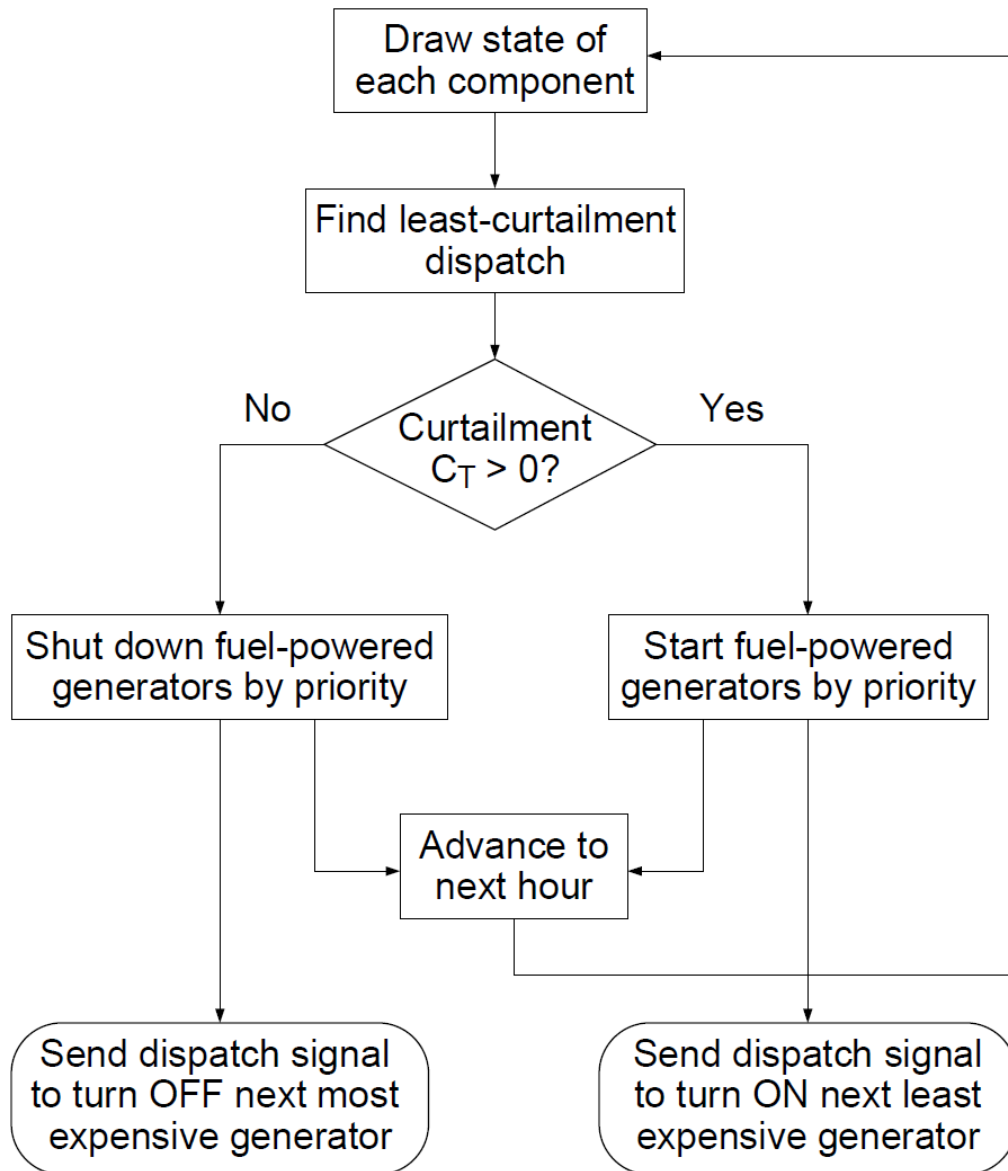 Draw state of
each component
Find least-curtailment
dispatch
No
Yes
Curtailment
C_T > 0?
Shut down fuel-powered
generators by priority
Start fuel-powered
generators by priority
Advance to
next hour
Send dispatch signal
to turn OFF next most
expensive generator
Send dispatch signal
to turn ON next least
expensive generator